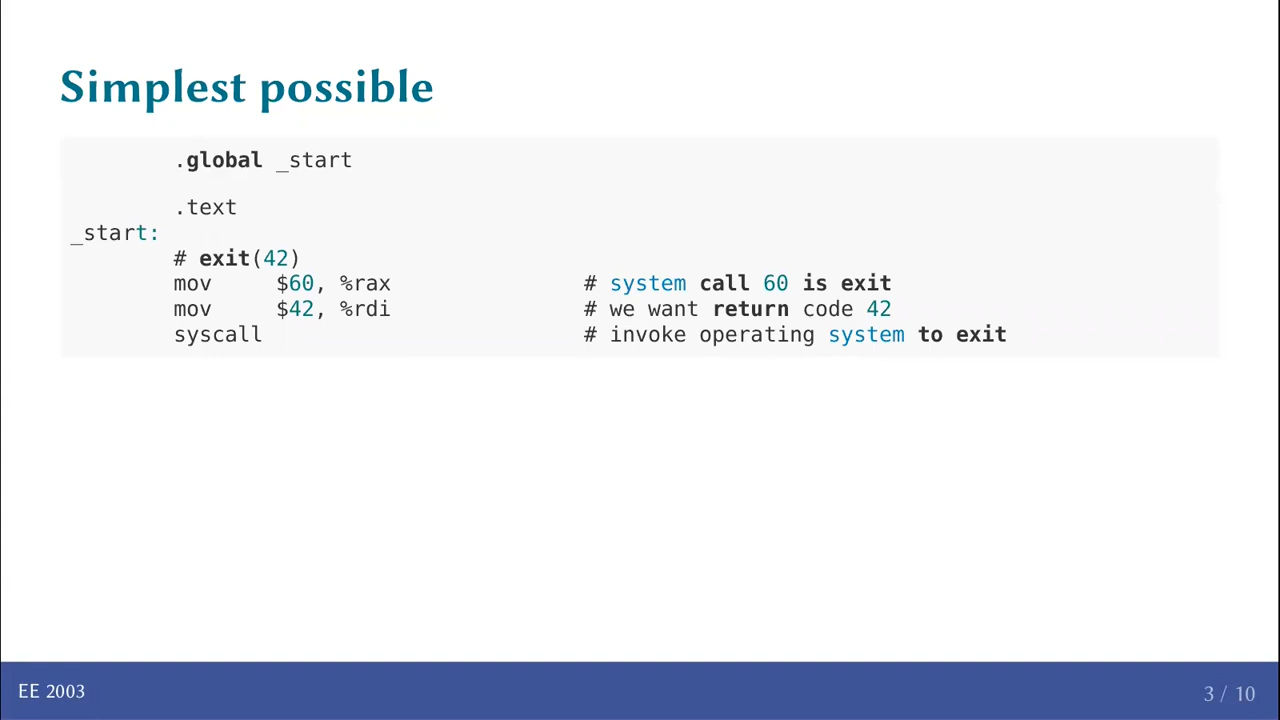 Simplest possible
.global _start
.text
_start:
# exit(42)
mov $60, %rax # system call 60 is exit
mov $42, %rdi # we want return code 42
syscall # invoke operating system to exit
EE 2003
3 / 10